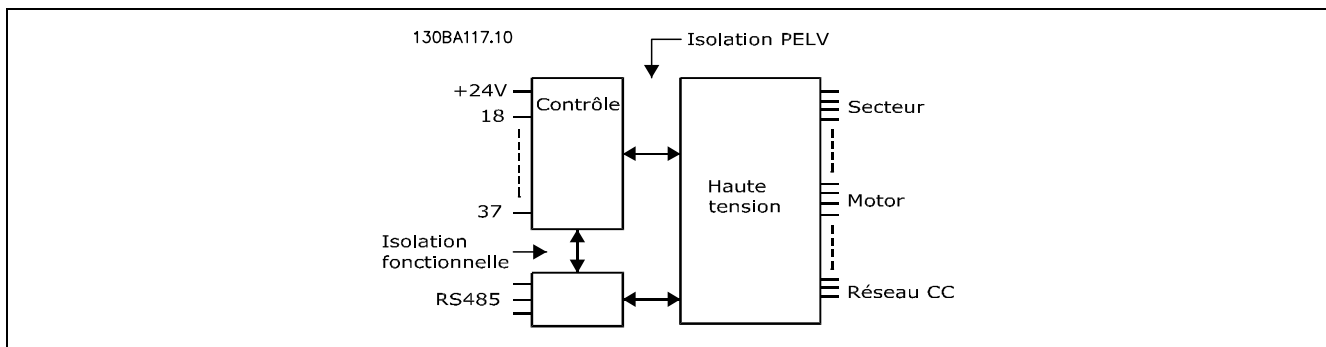 130BA117.10
Isolation PELV
+24V
Contrôle
Secteur
18
Haute
tension
Motor
37
Isolation
fonctionnelle
RS485
Réseau CC